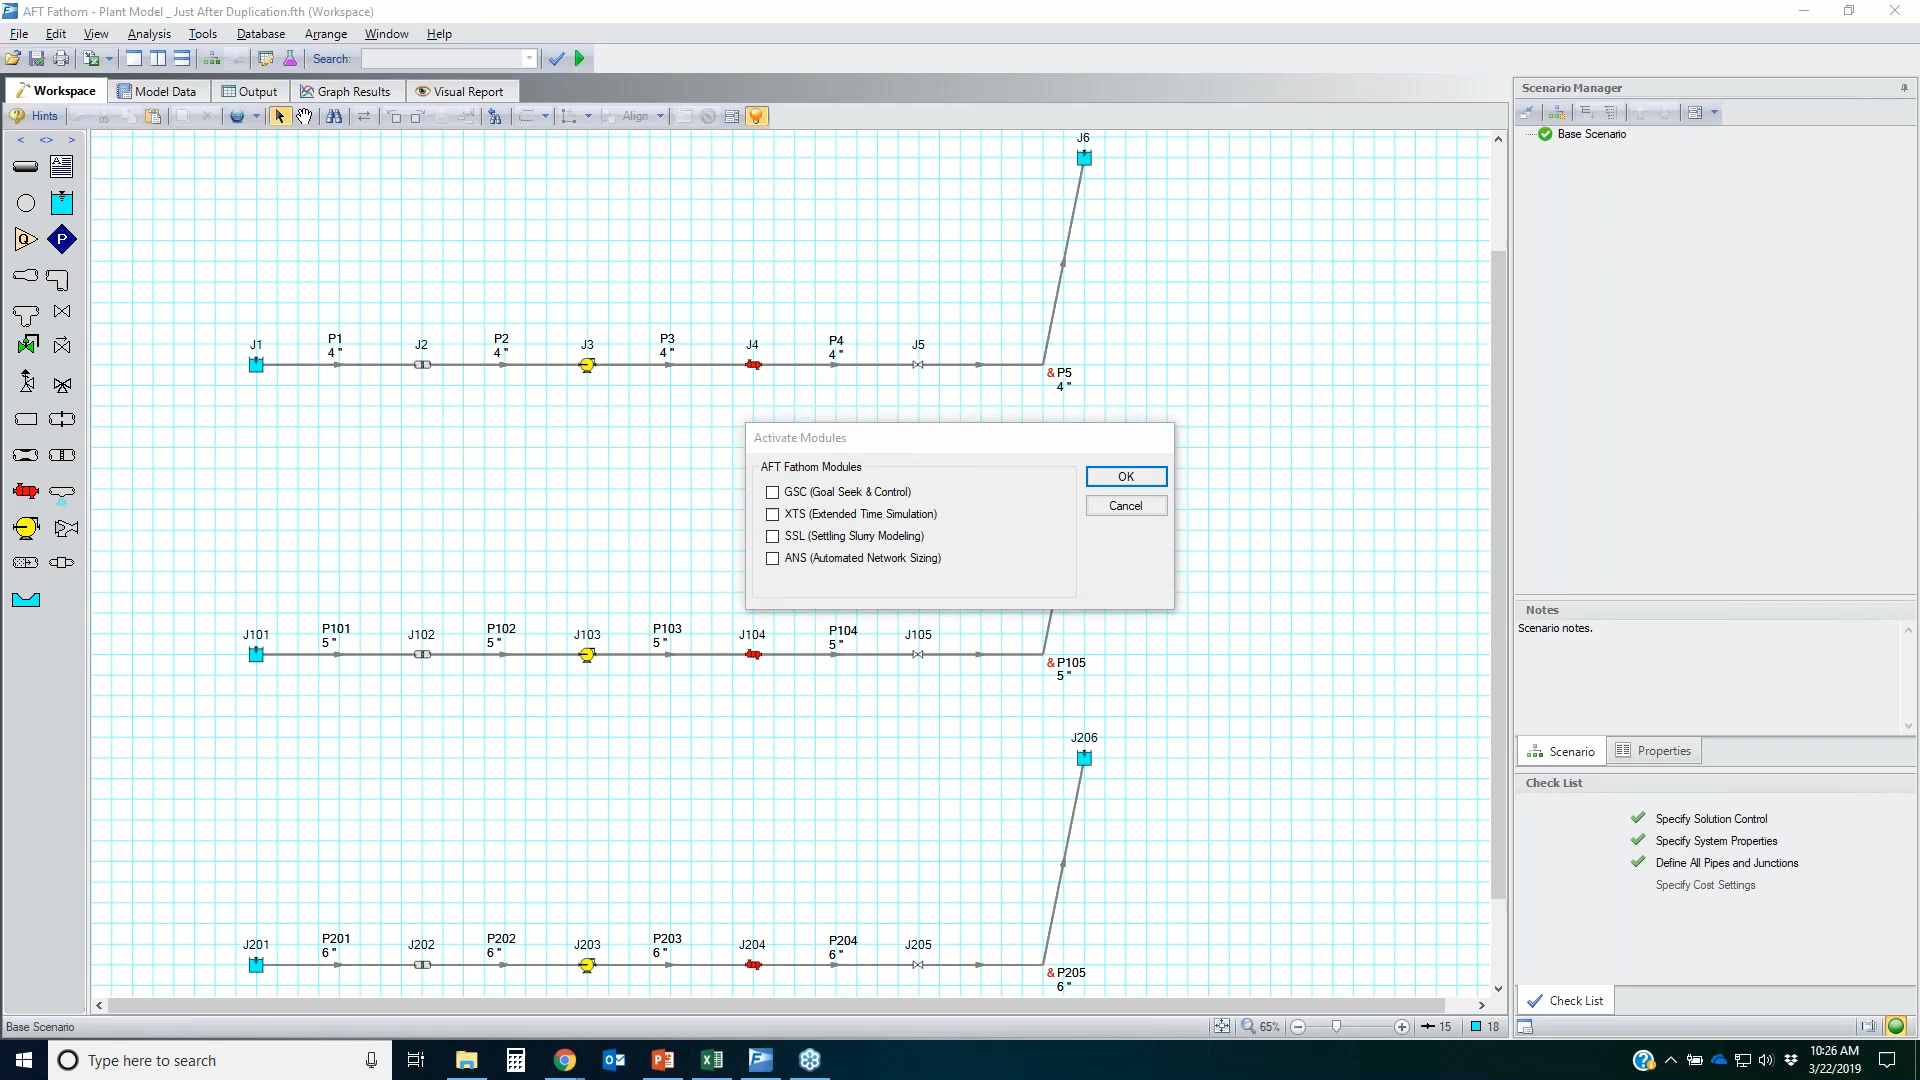 AFT Fathom - Plant Model _ Just After Duplication.fth (Workspace)
File Edit View Analysis Tools Database Arrange Window Help
Search:
Workspace Model Data Output Graph Results Visual Report
Hints Align
J6
J1 P1 4 " J2 P2 4 " J3 P3 4 " J4 P4 4 " J5
& P5
4 "
Activate Modules
AFT Fathom Modules
GSC (Goal Seek & Control)
XTS (Extended Time Simulation)
SSL (Settling Slurry Modeling)
ANS (Automated Network Sizing)
OK
Cancel
J101 P101 5 " J102 P102 5 " J103 P103 5 " J104 P104 5 " J105
& P105
5 "
J206
J201 P201 6 " J202 P202 6 " J203 P203 6 " J204 P204 6 " J205
& P205
6 "
Scenario Manager
Base Scenario
Notes
Scenario notes.
Scenario Properties
Check List
Specify Solution Control
Specify System Properties
Define All Pipes and Junctions
Specify Cost Settings
Check List
Base Scenario 65% 15 18
Type here to search
10:26 AM
3/22/2019